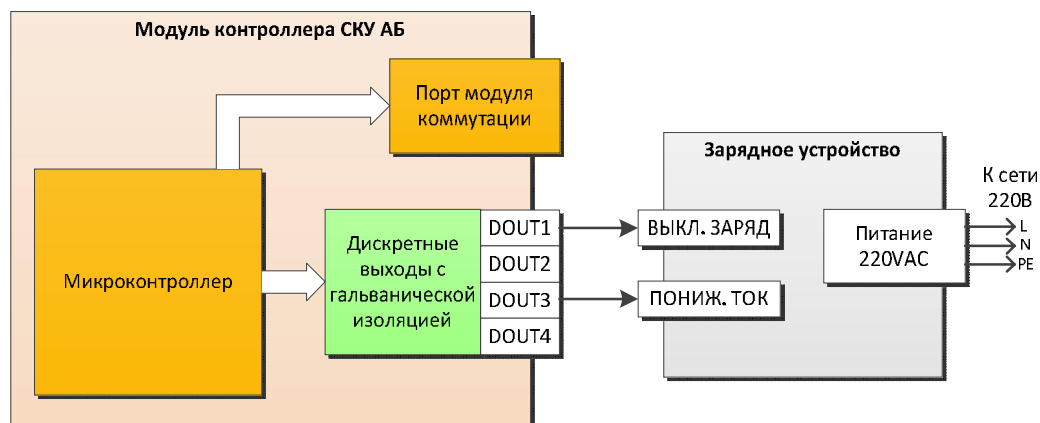 Модуль контроллера СКУ АБ
Порт модуля
коммутации
Микроконтроллер
Дискретные
выходы с
гальванической
изоляцией
DOUT1
DOUT2
DOUT3
DOUT4
Зарядное устройство
ВЫКЛ. ЗАРЯД
ПОНИЖ. ТОК
Питание
220VAC
К сети
220В
L
N
PE